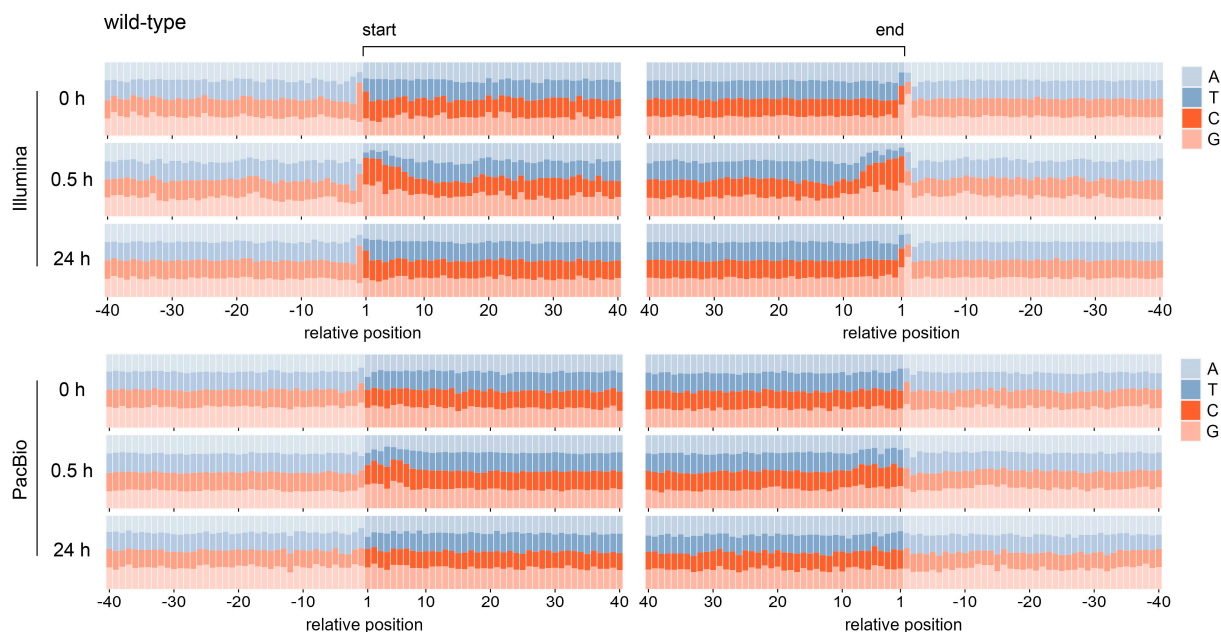 wild-type
start end
Illumina
0 h
0.5 h
24 h
A
T
C
G
-40 -30 -20 -10 1 10 20 30 40 40 30 20 10 1 -10 -20 -30 -40
relative position relative position
PacBio
0 h
0.5 h
24 h
A
T
C
G
-40 -30 -20 -10 1 10 20 30 40 40 30 20 10 1 -10 -20 -30 -40
relative position relative position